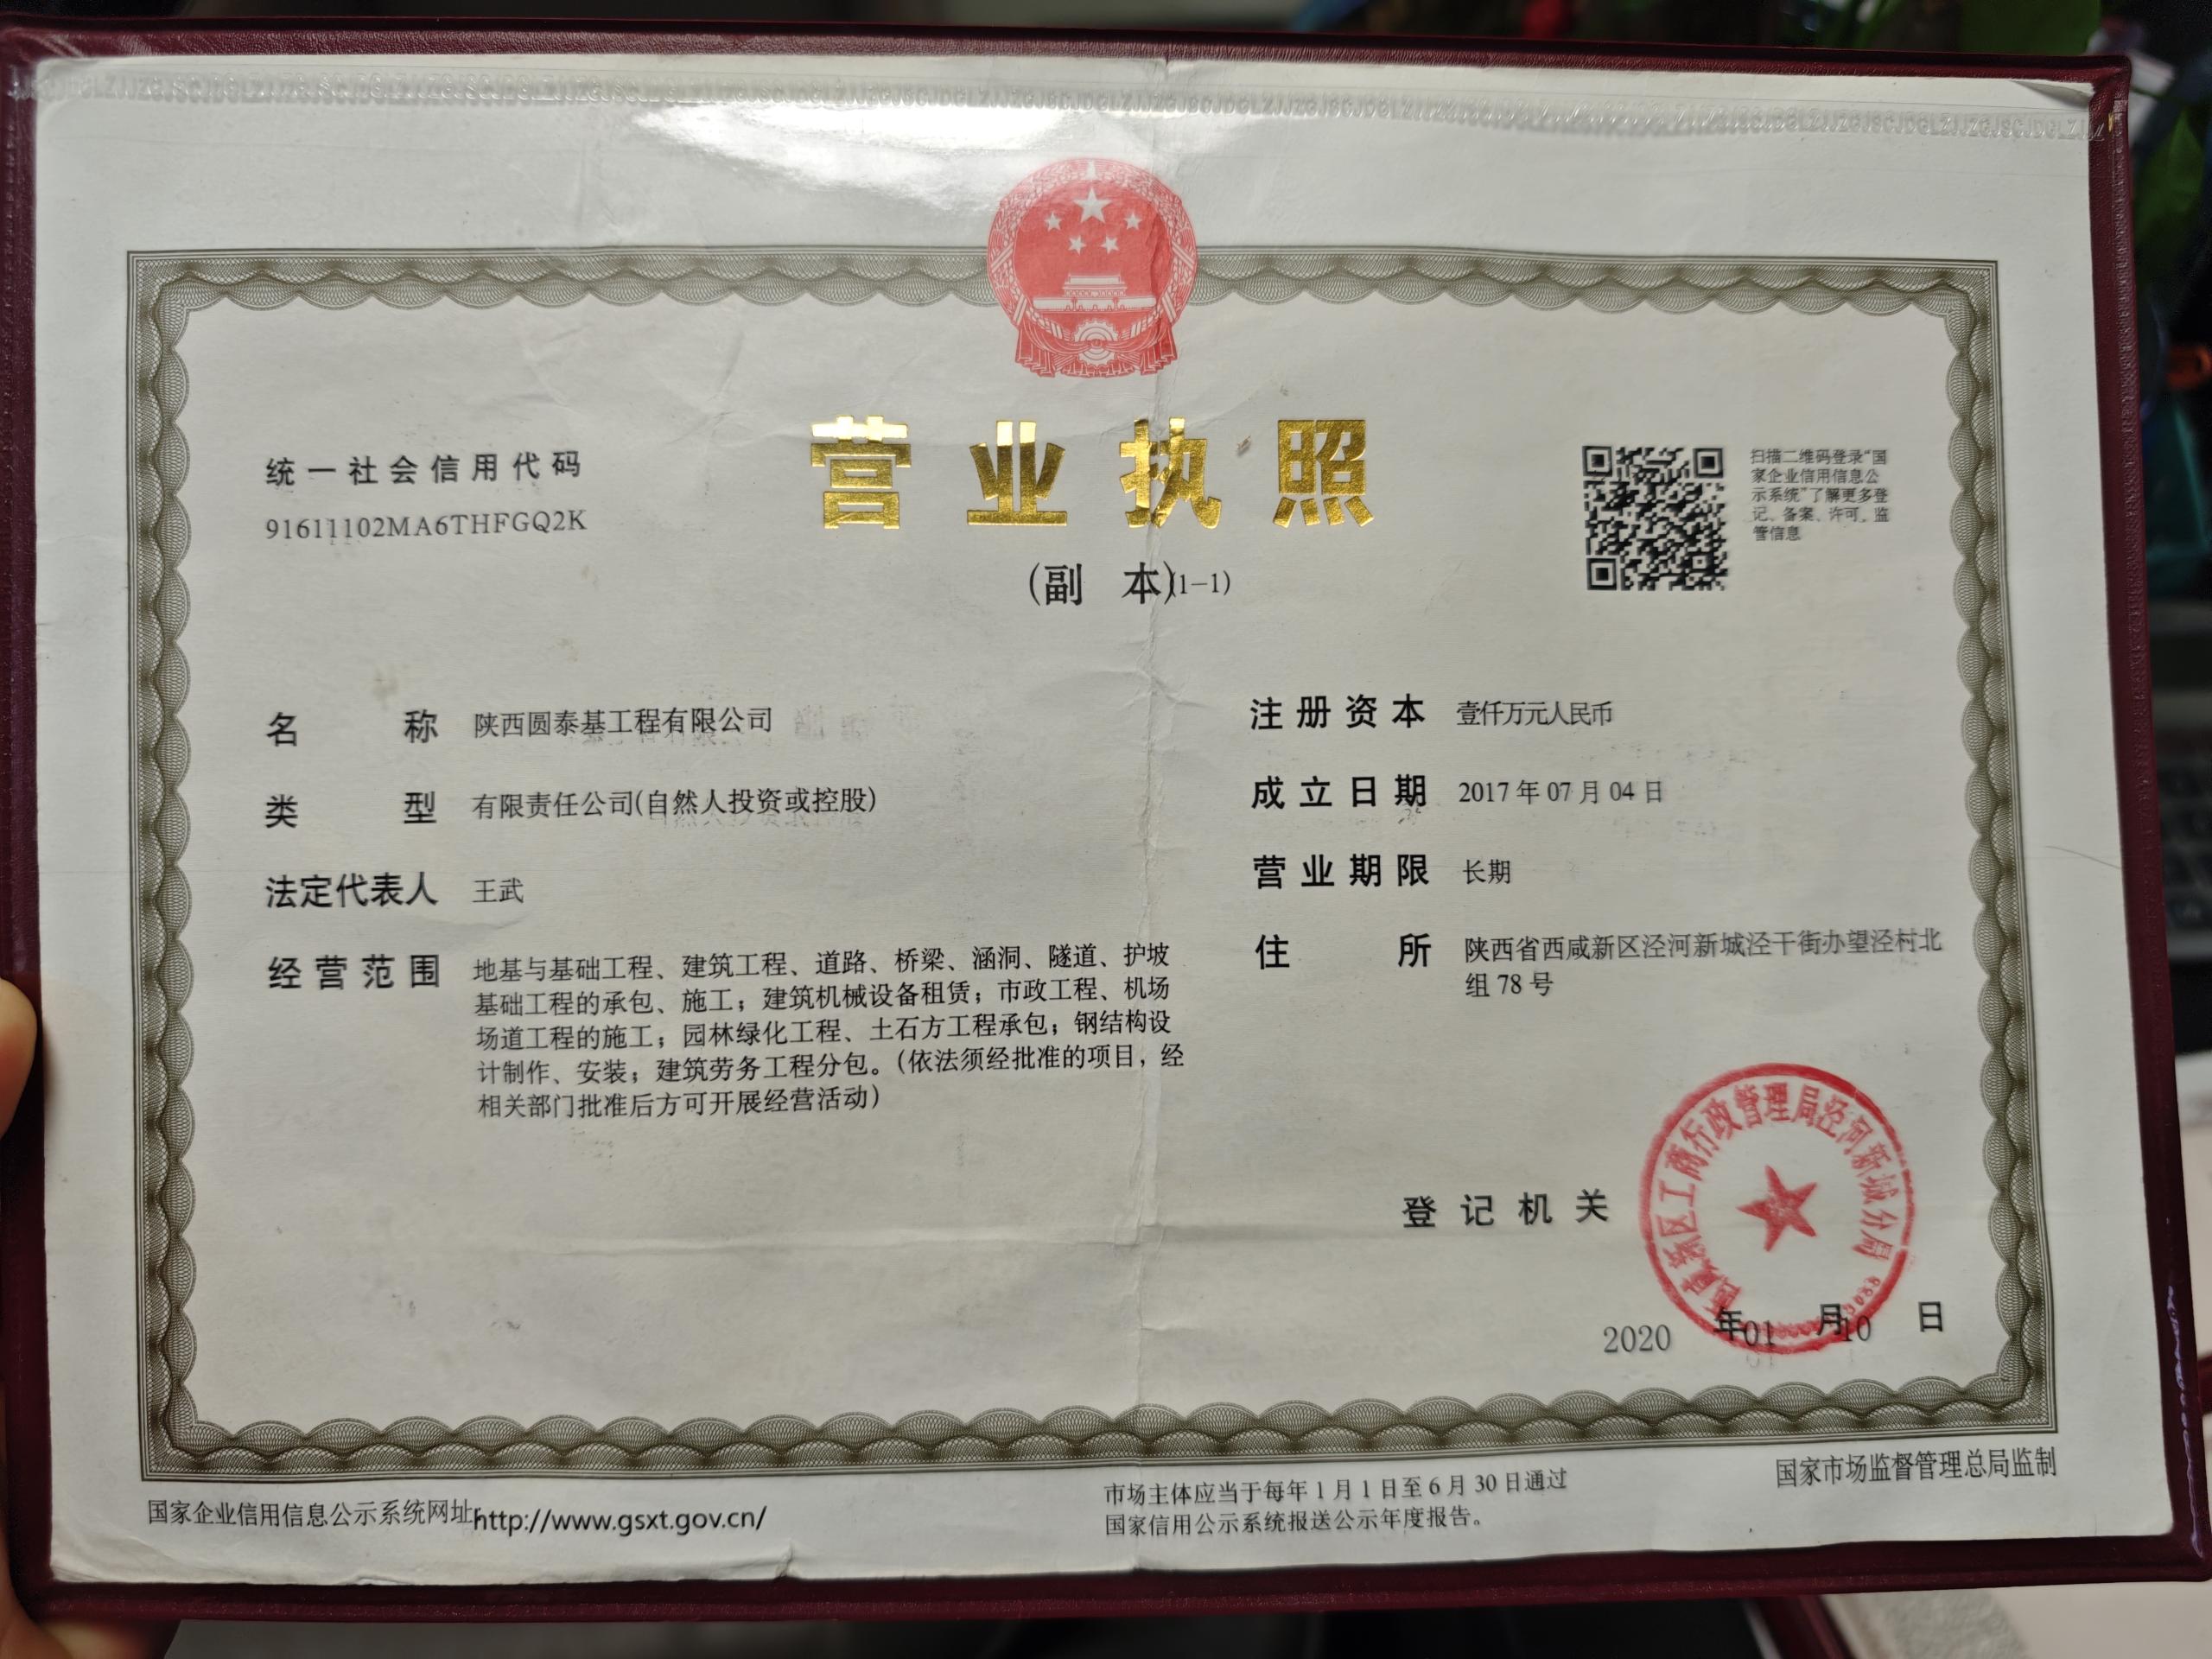 营业执照
(副 本)(1-1)
统一社会信用代码
91611102MA6THFGQ2K
扫描二维码登录“国
家企业信用信息公
示系统”了解更多登
记、备案、许可、监
管信息
名 称 陕西圆泰基工程有限公司
类 型 有限责任公司(自然人投资或控股)
法定代表人 王武
经营范围 地基与基础工程、建筑工程、道路、桥梁、涵洞、隧道、护坡
基础工程的承包、施工；建筑机械设备租赁；市政工程、机场
场道工程的施工；园林绿化工程、土石方工程承包；钢结构设
计制作、安装；建筑劳务工程分包。(依法须经批准的项目，经
相关部门批准后方可开展经营活动)
注册资本 壹仟万元人民币
成立日期 2017年07月04日
营业期限 长期
住 所 陕西省西咸新区泾河新城泾干街办望泾村北
组78号
登记机关
西咸新区工商行政管理局泾河新城分局
2020 年01 月10 日
国家企业信用信息公示系统网址:http://www.gsxt.gov.cn/
市场主体应当于每年1月1日至6月30日通过
国家信用公示系统报送公示年度报告。
国家市场监督管理总局监制